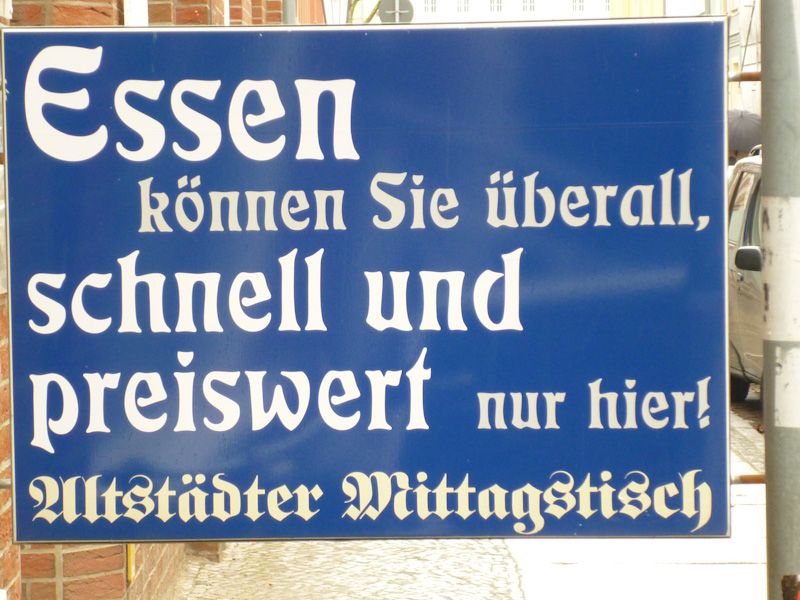 Essen
können Sie überall,
schnell und
preiswert nur hier!
Altstädter Mittagstisch